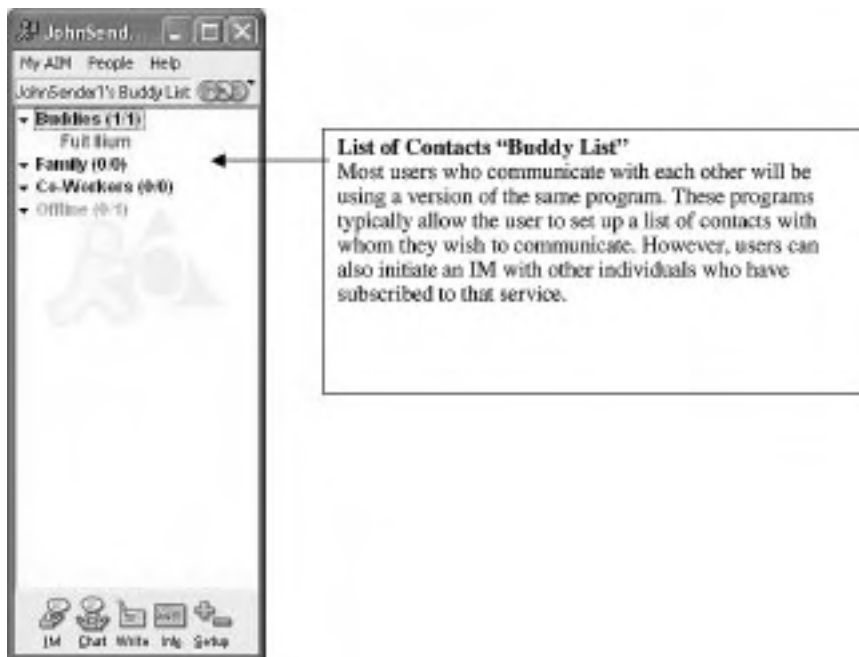 JohnSend...
My AIM People Help
JohnSender1's Buddy List
Buddies (1/1)
Family (0/0)
Co-Workers (0/0)
Offline (0/1)
IM Chat Write Info Setup
List of Contacts “Buddy List”
Most users who communicate with each other will be
using a version of the same program. These programs
typically allow the user to set up a list of contacts with
whom they wish to communicate. However, users can
also initiate an IM with other individuals who have
subscribed to that service.